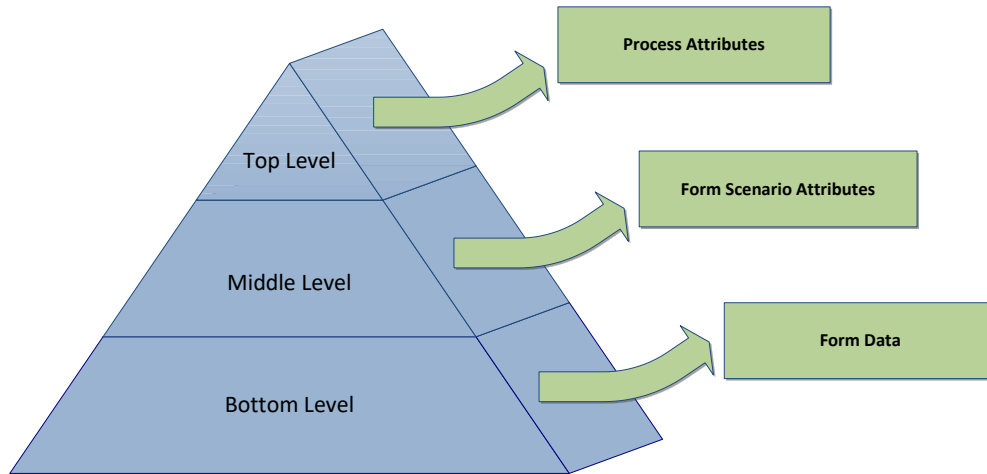 Process Attributes
Top Level
Form Scenario Attributes
Middle Level
Form Data
Bottom Level